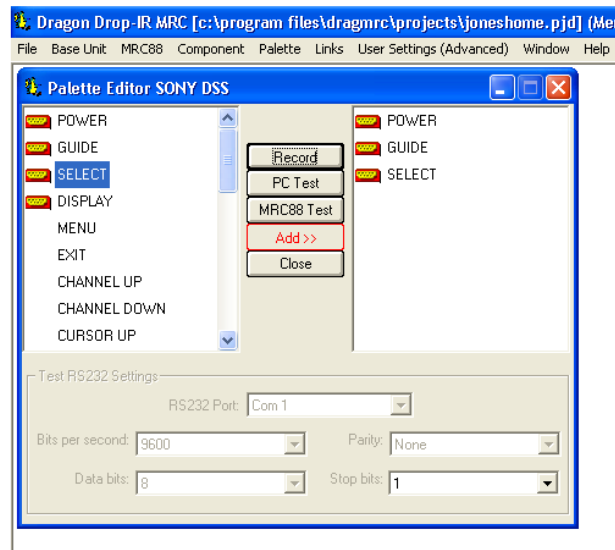 Dragon Drop-IR MRC [c:\program files\dragmrc\projects\joneshome.pjd] (Me
File Base Unit MRC88 Component Palette Links User Settings (Advanced) Window Help
Palette Editor SONY DSS
POWER
GUIDE
SELECT
DISPLAY
MENU
EXIT
CHANNEL UP
CHANNEL DOWN
CURSOR UP
Record
PC Test
MRC88 Test
Add >>
Close
POWER
GUIDE
SELECT
Test RS232 Settings
RS232 Port: Com 1
Bits per second: 9600 Parity: None
Data bits: 8 Stop bits: 1